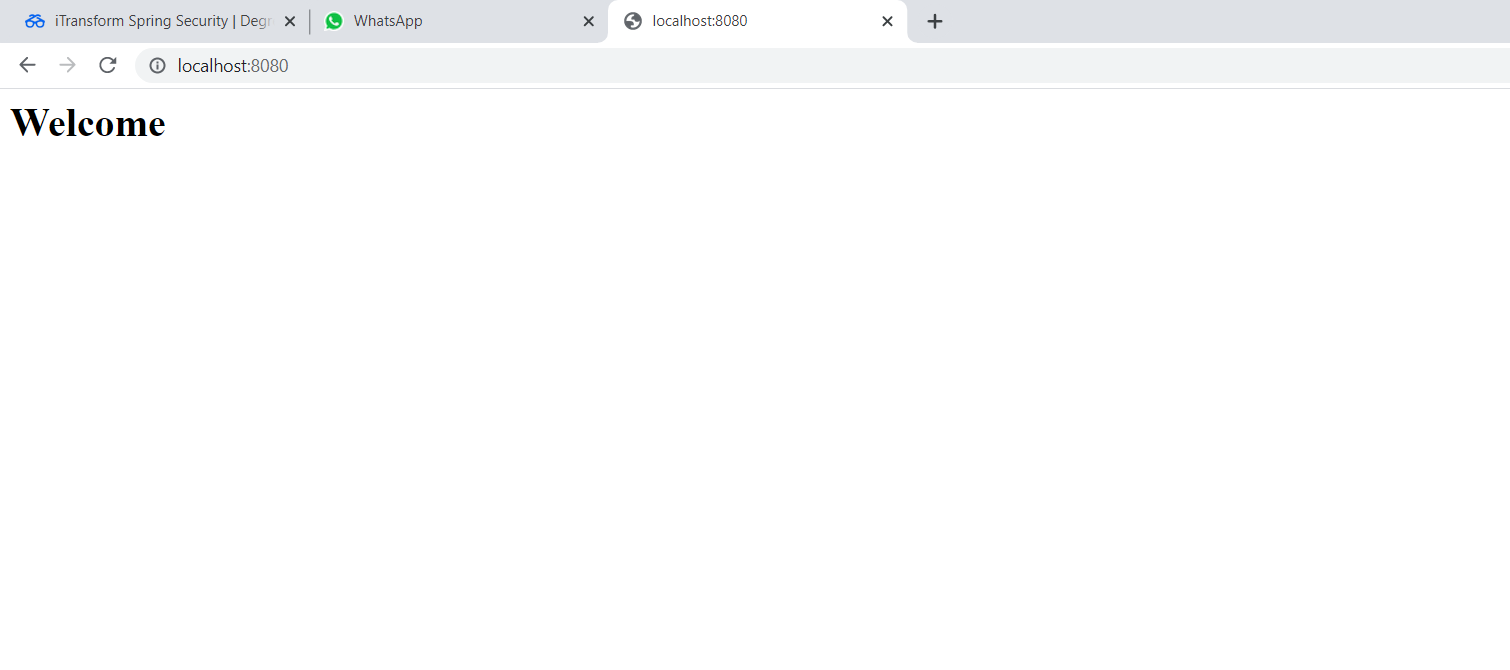 iTransform Spring Security | Degr
WhatsApp
localhost:8080
localhost:8080
Welcome